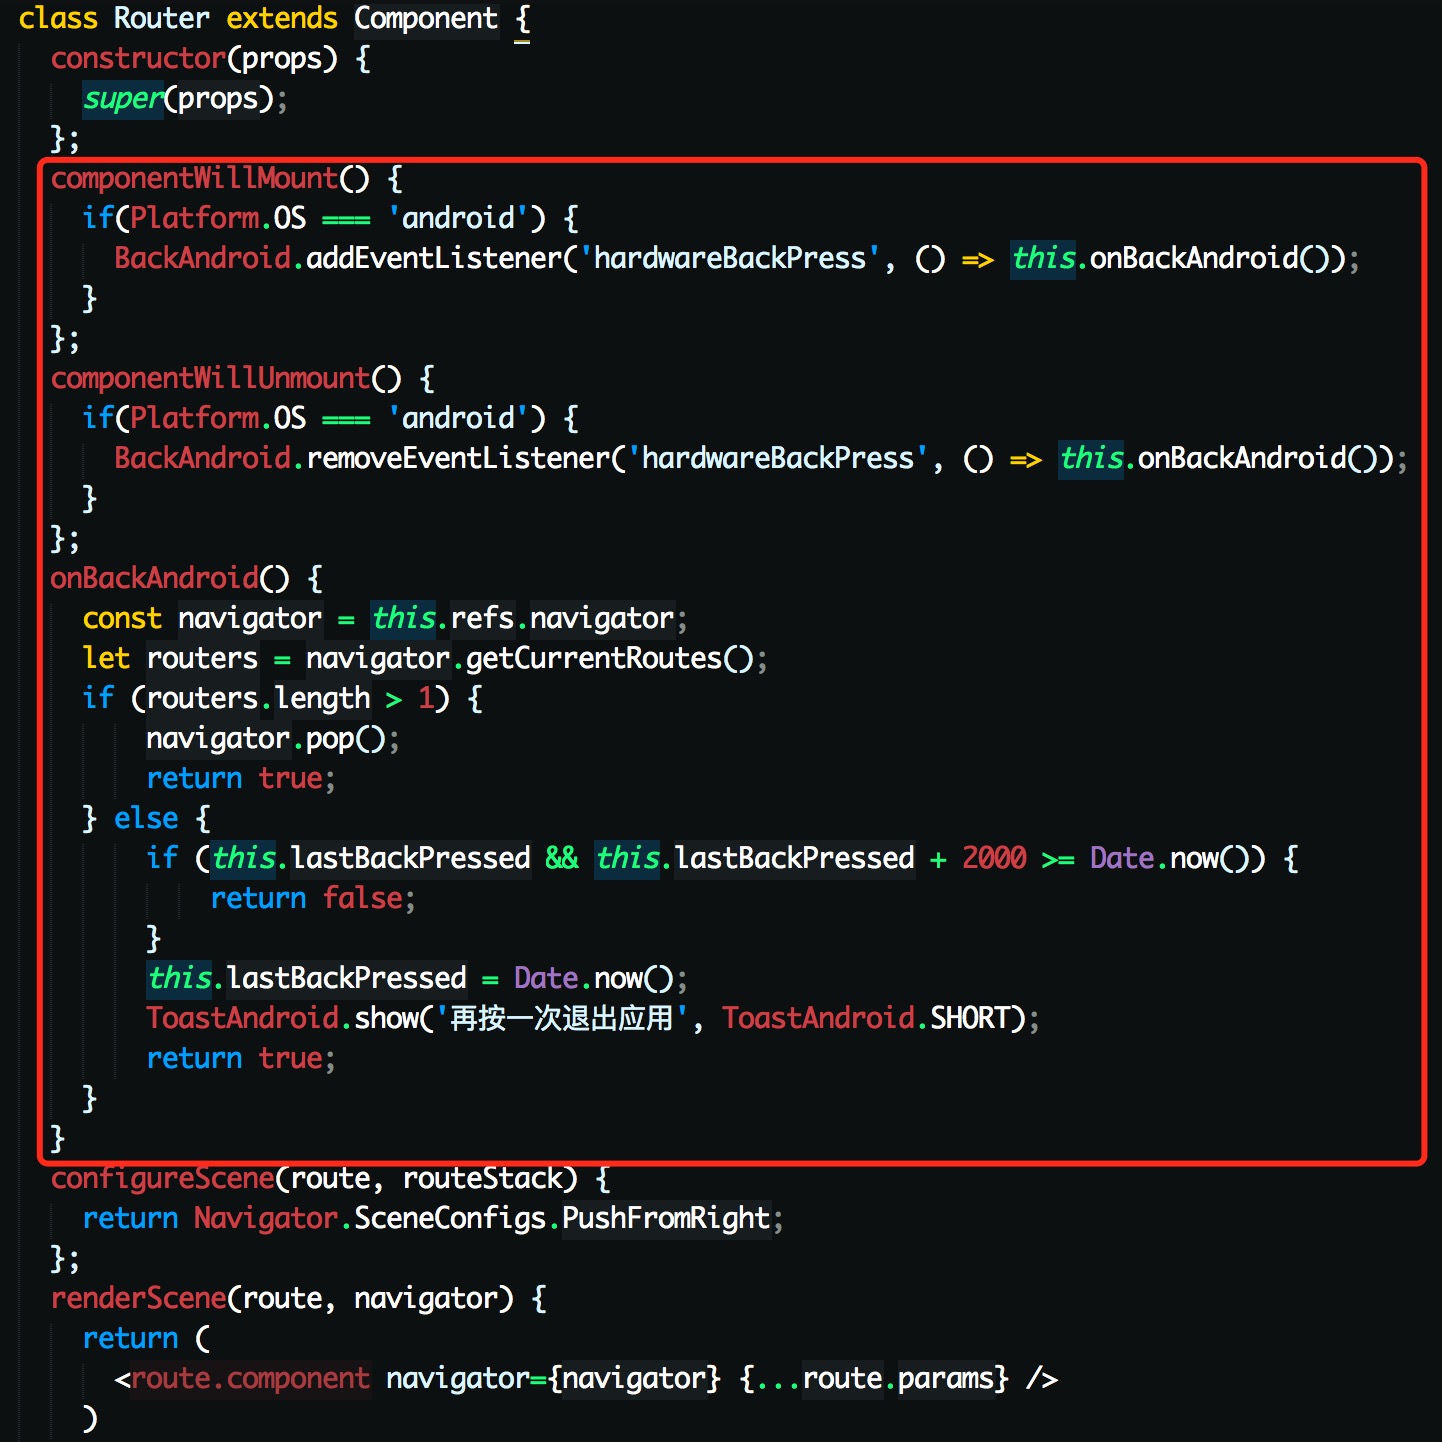 class Router extends Component {
constructor(props) {
super(props);
};
componentWillMount() {
if(Platform.OS === 'android') {
BackAndroid.addEventListener('hardwareBackPress', () => this.onBackAndroid());
}
};
componentWillUnmount() {
if(Platform.OS === 'android') {
BackAndroid.removeEventListener('hardwareBackPress', () => this.onBackAndroid());
}
};
onBackAndroid() {
const navigator = this.refs.navigator;
let routers = navigator.getCurrentRoutes();
if (routers.length > 1) {
navigator.pop();
return true;
} else {
if (this.lastBackPressed && this.lastBackPressed + 2000 >= Date.now()) {
return false;
}
this.lastBackPressed = Date.now();
ToastAndroid.show('再按一次退出应用', ToastAndroid.SHORT);
return true;
}
}
configureScene(route, routeStack) {
return Navigator.SceneConfigs.PushFromRight;
};
renderScene(route, navigator) {
return (
<route.component navigator={navigator} {...route.params} />
)